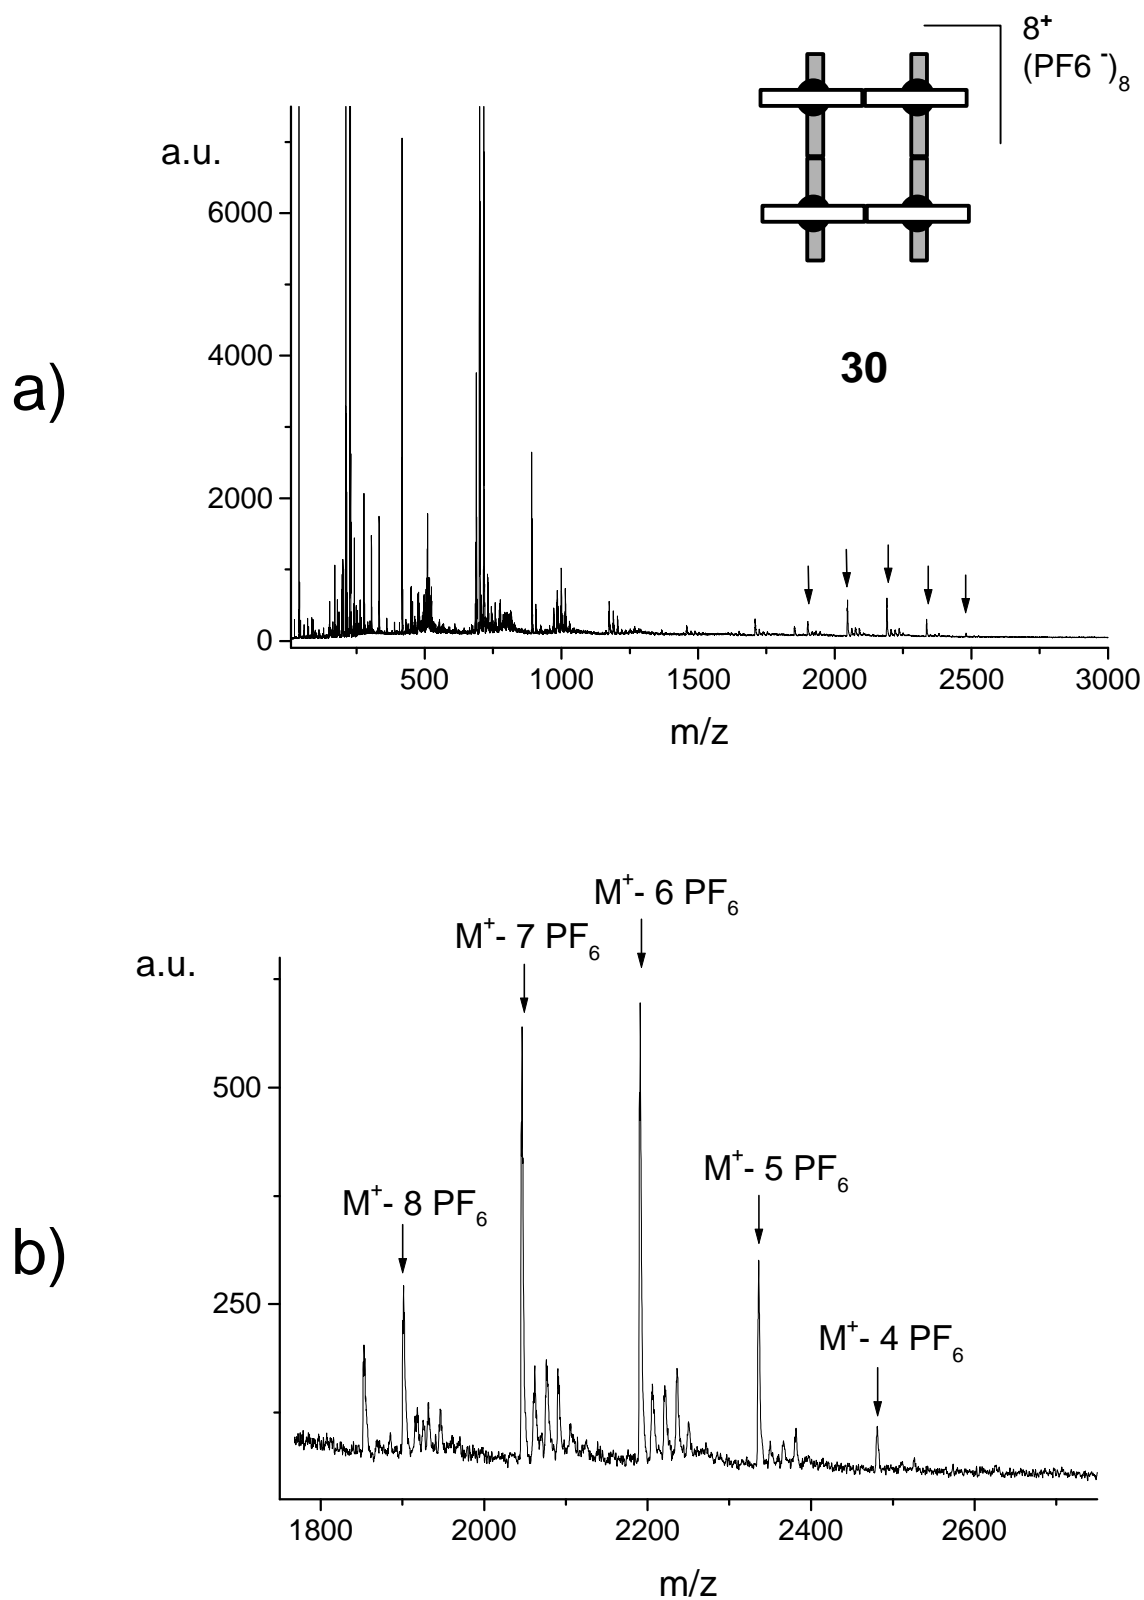 8+
(PF6 -)8
a.u.
6000
4000
2000
0
a)
30
500 1000 1500 2000 2500 3000
m/z
M+- 6 PF6
M+- 7 PF6
a.u.
500
M+- 5 PF6
M+- 8 PF6
b)
250
M+- 4 PF6
1800 2000 2200 2400 2600
m/z